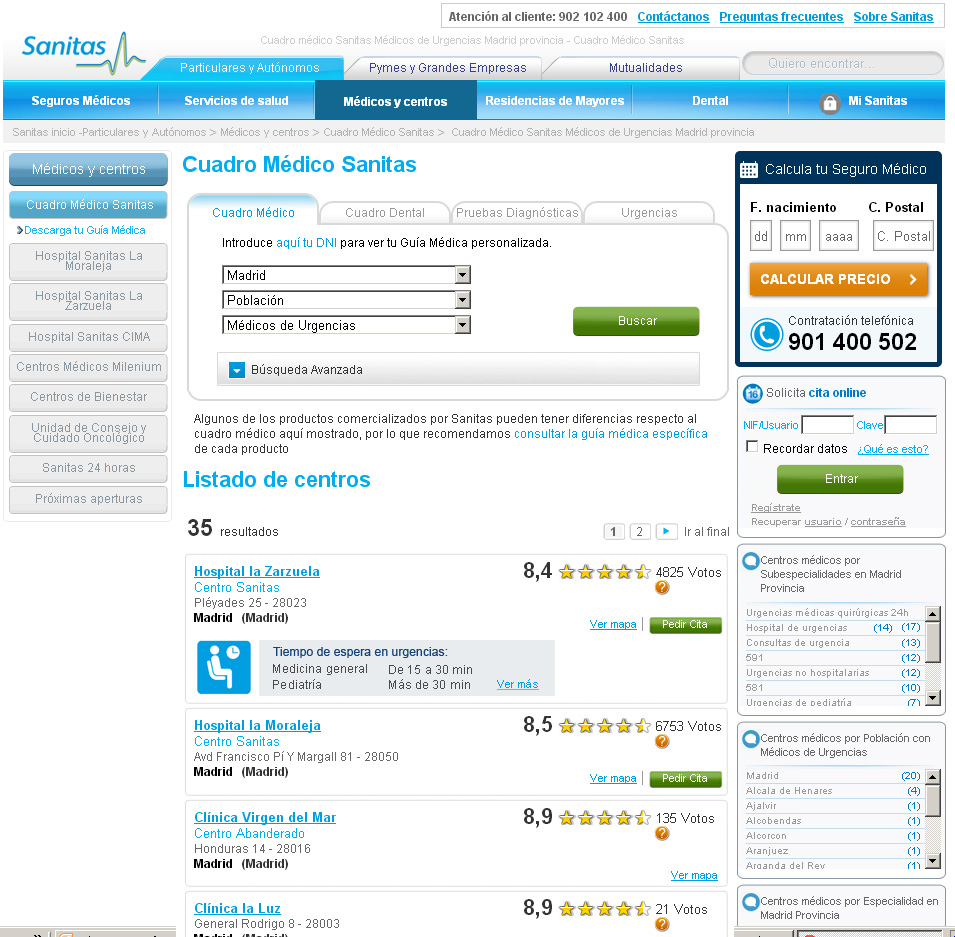 Atención al cliente: 902 102 400 Contáctanos Preguntas frecuentes Sobre Sanitas
Sanitas
Cuadro médico Sanitas Médicos de Urgencias Madrid provincia - Cuadro Médico Sanitas
Particulares y Autónomos Pymes y Grandes Empresas Mutualidades Quiero encontrar...
Seguros Médicos Servicios de salud Médicos y centros Residencias de Mayores Dental Mi Sanitas
Sanitas inicio -Particulares y Autónomos > Médicos y centros > Cuadro Médico Sanitas > Cuadro Médico Sanitas Médicos de Urgencias Madrid provincia
Médicos y centros
Cuadro Médico Sanitas
Descarga tu Guía Médica
Hospital Sanitas La
Moraleja
Hospital Sanitas La
Zarzuela
Hospital Sanitas CIMA
Centros Médicos Milenium
Centros de Bienestar
Unidad de Consejo y
Cuidado Oncológico
Sanitas 24 horas
Próximas aperturas
Cuadro Médico Sanitas
Cuadro Médico Cuadro Dental Pruebas Diagnósticas Urgencias
Introduce aquí tu DNI para ver tu Guía Médica personalizada.
Madrid
Población
Médicos de Urgencias
Buscar
Búsqueda Avanzada
Algunos de los productos comercializados por Sanitas pueden tener diferencias respecto al
cuadro médico aquí mostrado, por lo que recomendamos consultar la guía médica específica
de cada producto
Listado de centros
35 resultados 1 2 Ir al final
Hospital la Zarzuela 8,4 4825 Votos
Centro Sanitas ?
Pléyades 25 - 28023
Madrid (Madrid)
Ver mapa Pedir Cita
Tiempo de espera en urgencias:
Medicina general De 15 a 30 min
Pediatría Más de 30 min Ver más
Hospital la Moraleja 8,5 6753 Votos
Centro Sanitas ?
Avd Francisco Pí Y Margall 81 - 28050
Madrid (Madrid)
Ver mapa Pedir Cita
Clínica Virgen del Mar 8,9 135 Votos
Centro Abanderado ?
Honduras 14 - 28016
Madrid (Madrid)
Ver mapa
Clínica la Luz 8,9 21 Votos
General Rodrigo 8 - 28003 ?
Madrid (Madrid)
Calcula tu Seguro Médico
F. nacimiento C. Postal
dd mm aaaa C. Postal
CALCULAR PRECIO >
Contratación telefónica
901 400 502
16 Solicita cita online
NIF/Usuario Clave
Recordar datos ¿Qué es esto?
Entrar
Regístrate
Recuperar usuario / contraseña
Centros médicos por
Subespecialidades en Madrid
Provincia
Urgencias médicas quirúrgicas 24h
Hospital de urgencias (14) (17)
Consultas de urgencia (13)
591 (12)
Urgencias no hospitalarias (12)
581 (10)
Urgencias de pediatría (7)
Centros médicos por Población con
Médicos de Urgencias
Madrid (20)
Alcala de Henares (4)
Ajalvir (1)
Alcobendas (1)
Alcorcon (1)
Aranjuez (1)
Arganda del Rey (1)
Centros médicos por Especialidad en
Madrid Provincia